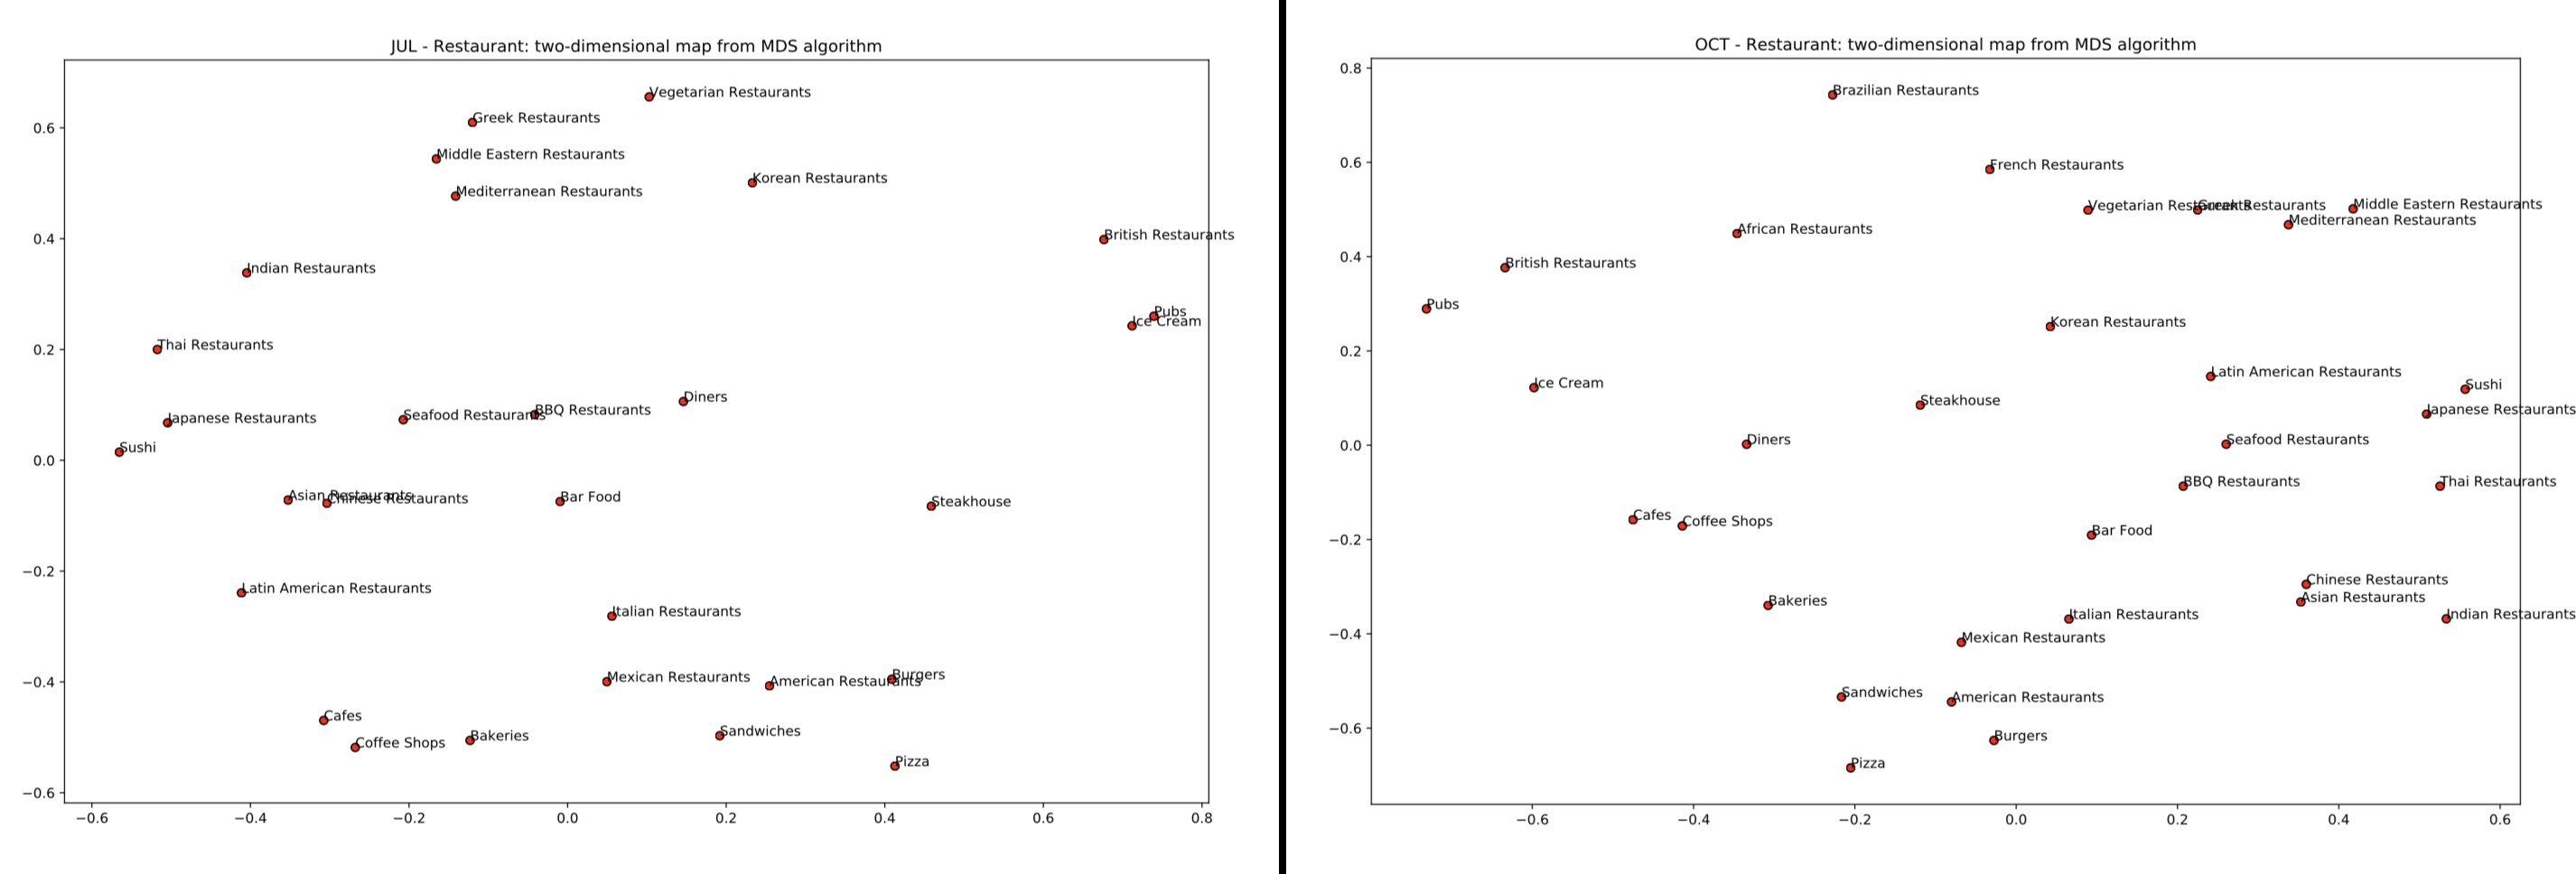 JUL - Restaurant: two-dimensional map from MDS algorithm
Vegetarian Restaurants
Greek Restaurants
0.6
Middle Eastern Restaurants
Korean Restaurants
Mediterranean Restaurants
0.4
British Restaurants
Indian Restaurants
Pubs
Ice Cream
0.2
Thai Restaurants
Diners
BBQ Restaurants
Seafood Restaurants
Japanese Restaurants
0.0
Sushi
Asian Restaurants
Chinese Restaurants
Bar Food
Steakhouse
−0.2
Latin American Restaurants
Italian Restaurants
−0.4
Mexican Restaurants
American Restaurants
Burgers
Cafes
Coffee Shops
Bakeries
Sandwiches
Pizza
−0.6
−0.6 −0.4 −0.2 0.0 0.2 0.4 0.6 0.8
OCT - Restaurant: two-dimensional map from MDS algorithm
0.8
Brazilian Restaurants
0.6
French Restaurants
Vegetarian Restaurants
Greek Restaurants
Middle Eastern Restaurants
Mediterranean Restaurants
African Restaurants
0.4
British Restaurants
Pubs
Korean Restaurants
0.2
Latin American Restaurants
Ice Cream
Sushi
Steakhouse
Japanese Restaurants
0.0
Diners
Seafood Restaurants
BBQ Restaurants
Thai Restaurants
Cafes
Coffee Shops
−0.2
Bar Food
Chinese Restaurants
Asian Restaurants
Bakeries
Italian Restaurants
Indian Restaurants
−0.4
Mexican Restaurants
Sandwiches
American Restaurants
−0.6
Burgers
Pizza
−0.6 −0.4 −0.2 0.0 0.2 0.4 0.6